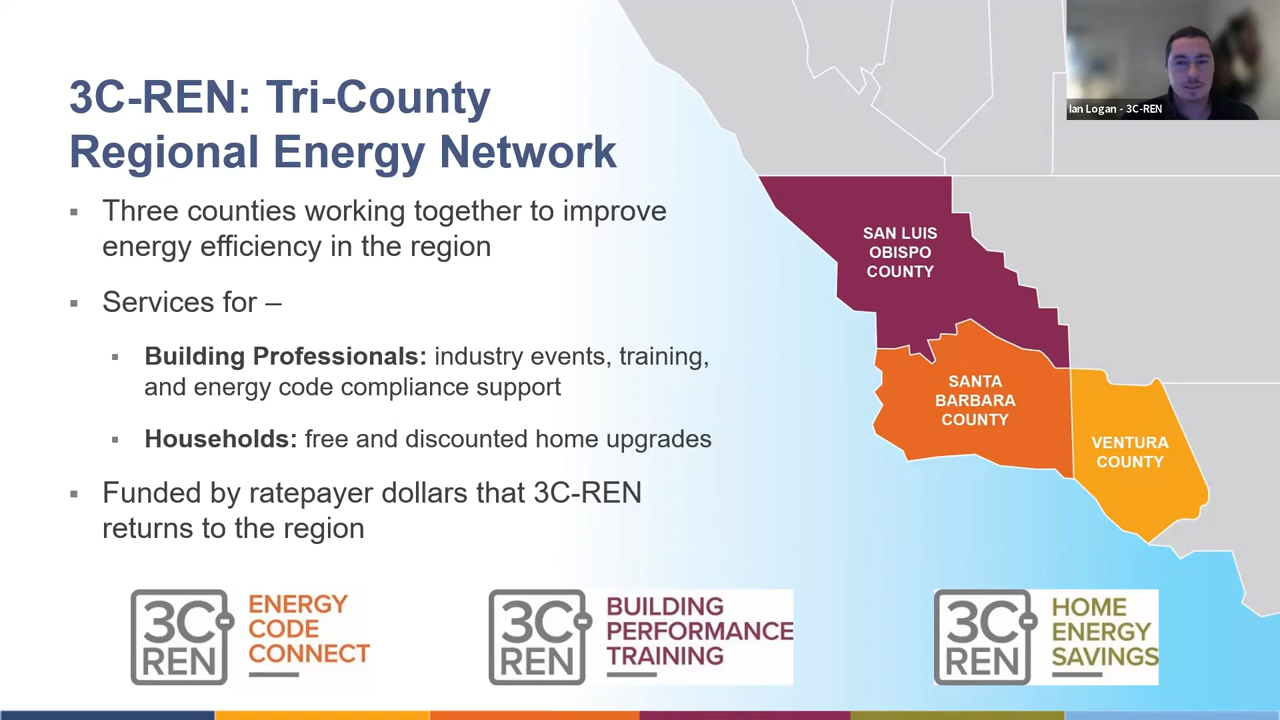 3C-REN: Tri-County
Regional Energy Network
▪ Three counties working together to improve
energy efficiency in the region
▪ Services for –
▪ Building Professionals: industry events, training,
and energy code compliance support
▪ Households: free and discounted home upgrades
▪ Funded by ratepayer dollars that 3C-REN
returns to the region
Ian Logan - 3C-REN
SAN LUIS
OBISPO
COUNTY
SANTA
BARBARA
COUNTY
VENTURA
COUNTY
3C
REN
ENERGY
CODE
CONNECT
3C
REN
BUILDING
PERFORMANCE
TRAINING
3C
REN
HOME
ENERGY
SAVINGS